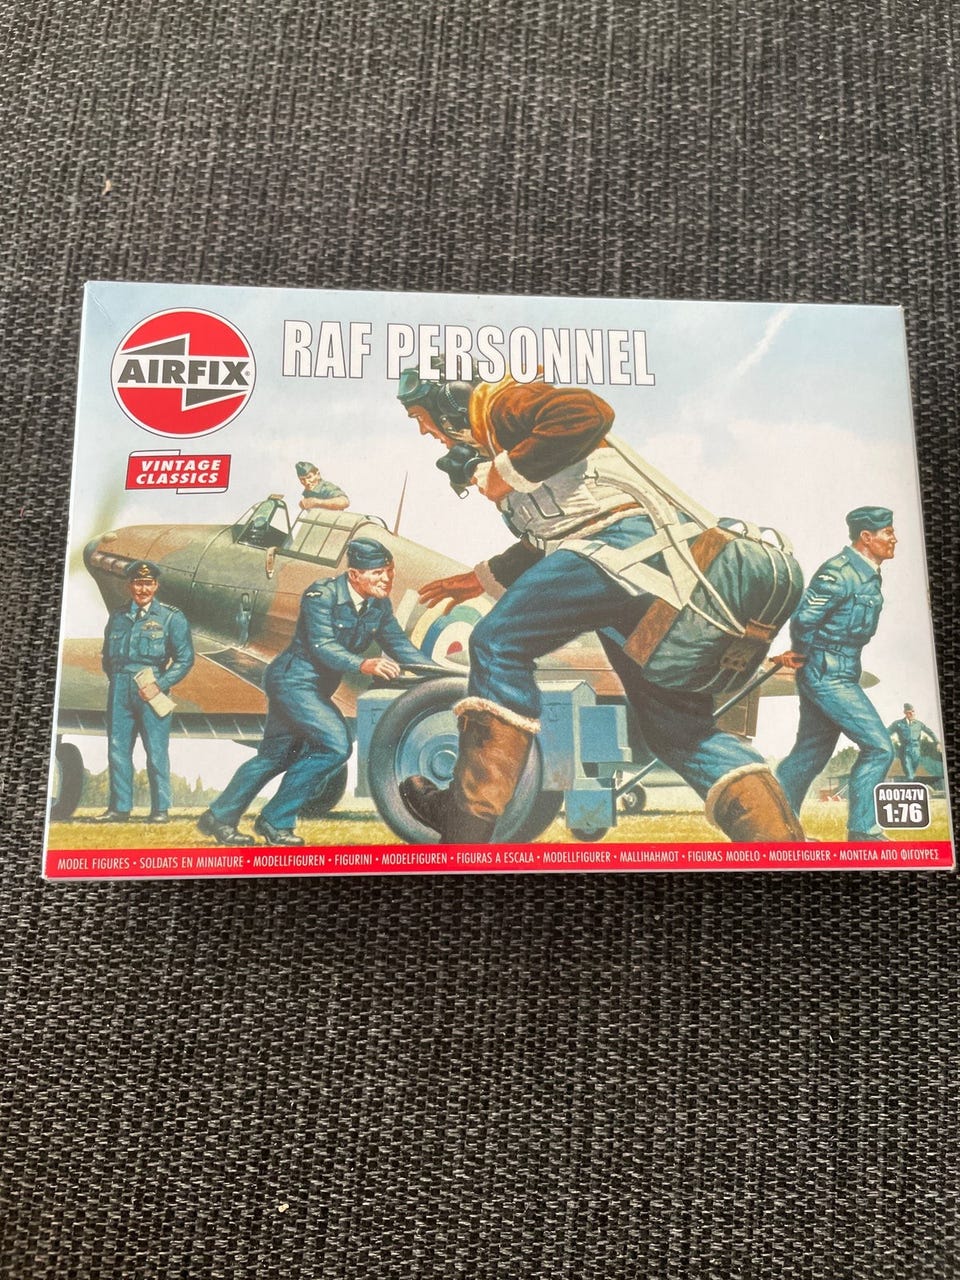 RAF PERSONNEL
AIRFIX®
VINTAGE
CLASSICS
A00747V
1:76
MODEL FIGURES • SOLDATS EN MINIATURE • MODELLFIGUREN • FIGURINI • MODELFIGUREN • FIGURAS A ESCALA • MODELLFIGURER • MALLIHAHMOT • FIGURAS MODELO • MODELFIGURER • ΜΟΝΤΕΛΑ ΑΠΟ ΦΙΓΟΥΡΕΣ